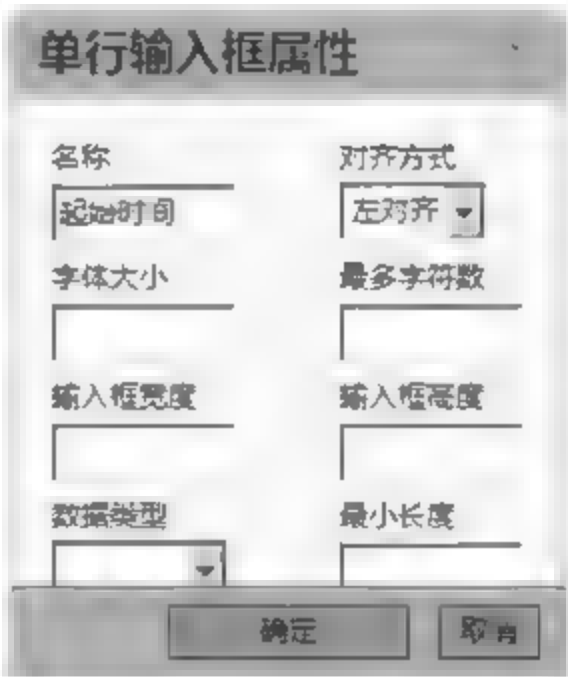 单行输入框属性
名称 对齐方式
起始时间 左对齐
字体大小 最多字符数
输入框宽度 输入框高度
数据类型 最小长度
确定 取消